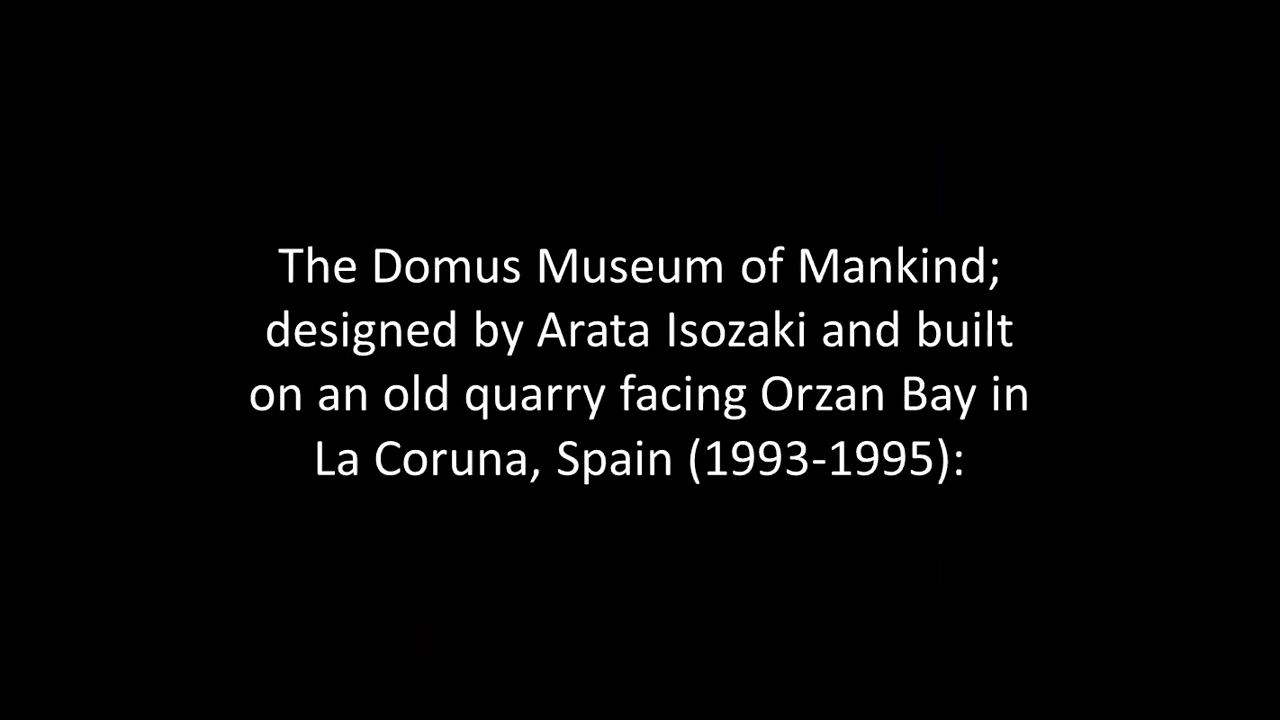 The Domus Museum of Mankind;
designed by Arata Isozaki and built
on an old quarry facing Orzan Bay in
La Coruna, Spain (1993-1995):